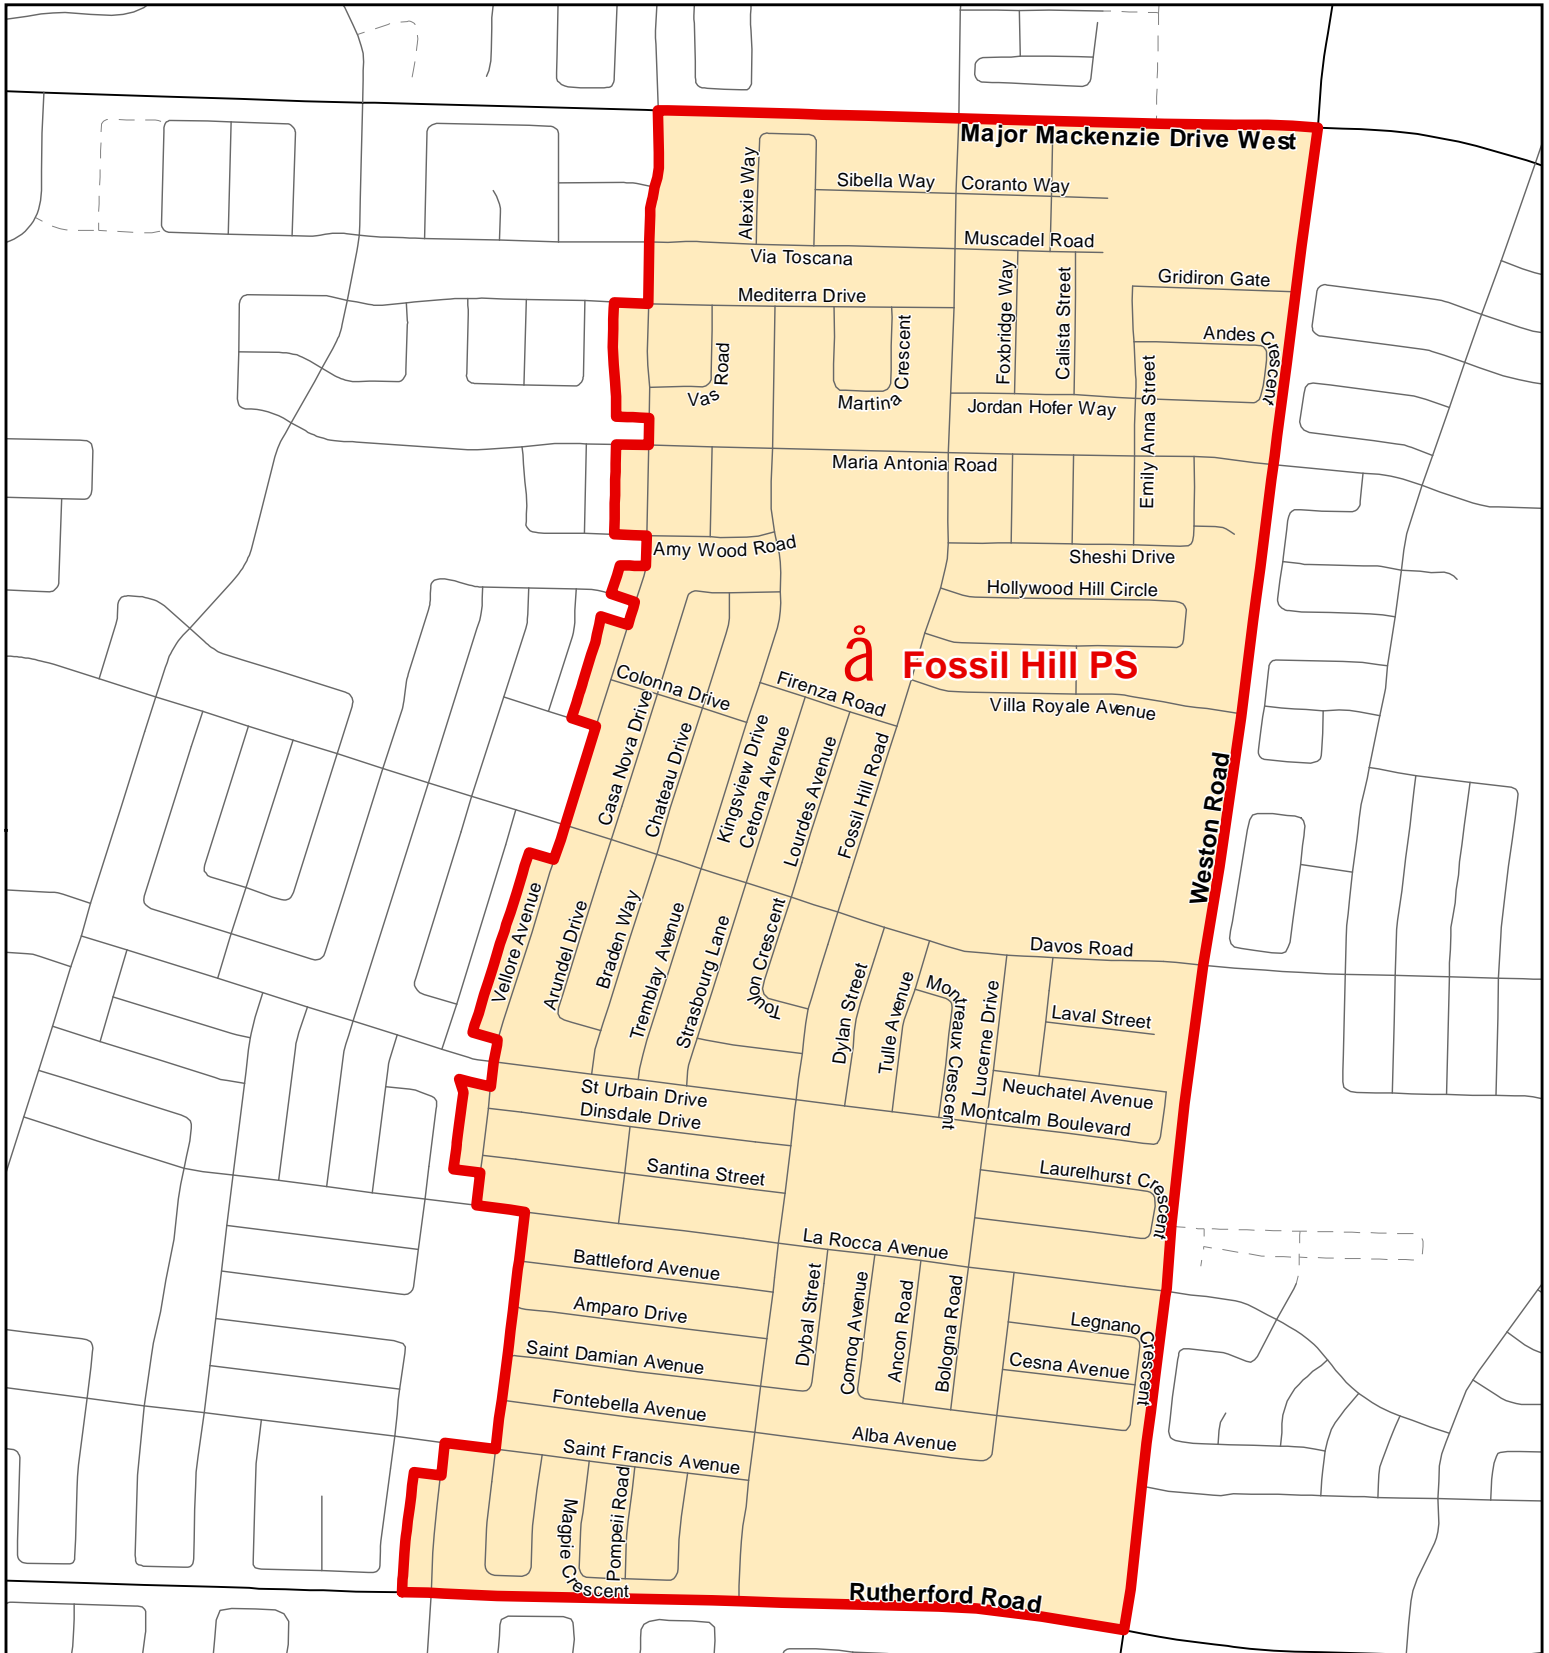 Major Mackenzie Drive West
Alexie Way
Sibella Way
Coranto Way
Muscadel Road
Via Toscana
Gridiron Gate
Mediterra Drive
Foxbridge Way
Calista Street
Andes Crescent
Vas Road
Martina Crescent
Jordan Hofer Way
Emily Anna Street
Maria Antonia Road
Amy Wood Road
Sheshi Drive
Hollywood Hill Circle
å
Fossil Hill PS
Colonna Drive
Firenza Road
Villa Royale Avenue
Casa Nova Drive
Chateau Drive
Kingsview Drive
Cetona Avenue
Lourdes Avenue
Fossil Hill Road
Weston Road
Vellore Avenue
Arundel Drive
Braden Way
Tremblay Avenue
Strasbourg Lane
Toulon Crescent
Davos Road
Dylan Street
Tulle Avenue
Montreaux Crescent
Lucerne Drive
Laval Street
St Urbain Drive
Neuchatel Avenue
Dinsdale Drive
Montcalm Boulevard
Santina Street
Laurelhurst Crescent
La Rocca Avenue
Battleford Avenue
Dybal Street
Comoq Avenue
Ancon Road
Bologna Road
Amparo Drive
Legnano Crescent
Saint Damian Avenue
Cesna Avenue
Fontebella Avenue
Alba Avenue
Saint Francis Avenue
Magpie Crescent
Pompeii Road
Rutherford Road